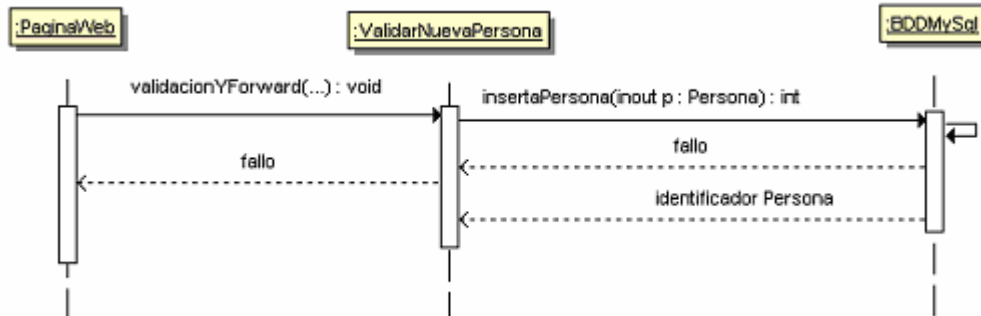 :PaginaWeb
:ValidarNuevaPersona
:BDDMySql
validacionYForward(...) : void
insertaPersona(inout p : Persona) : int
fallo
fallo
identificador Persona